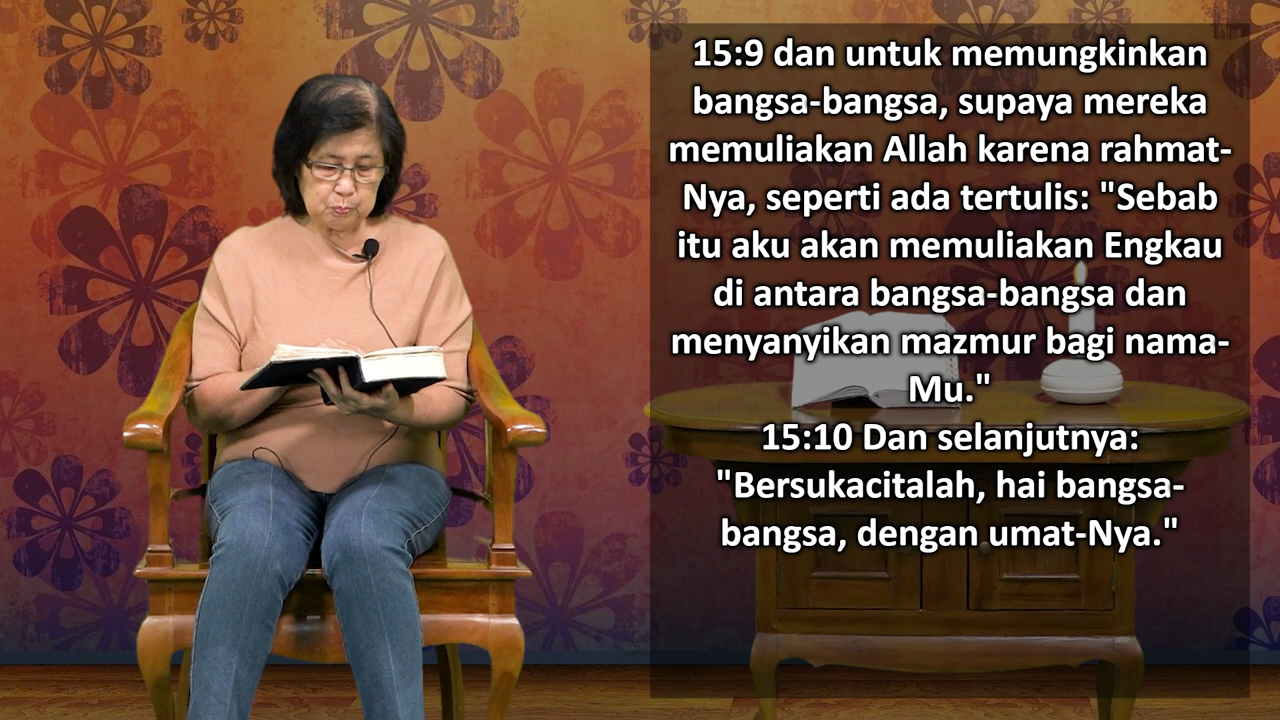 15:9 dan untuk memungkinkan
bangsa-bangsa, supaya mereka
memuliakan Allah karena rahmat-
Nya, seperti ada tertulis: "Sebab
itu aku akan memuliakan Engkau
di antara bangsa-bangsa dan
menyanyikan mazmur bagi nama-
Mu."
15:10 Dan selanjutnya:
"Bersukacitalah, hai bangsa-
bangsa, dengan umat-Nya."